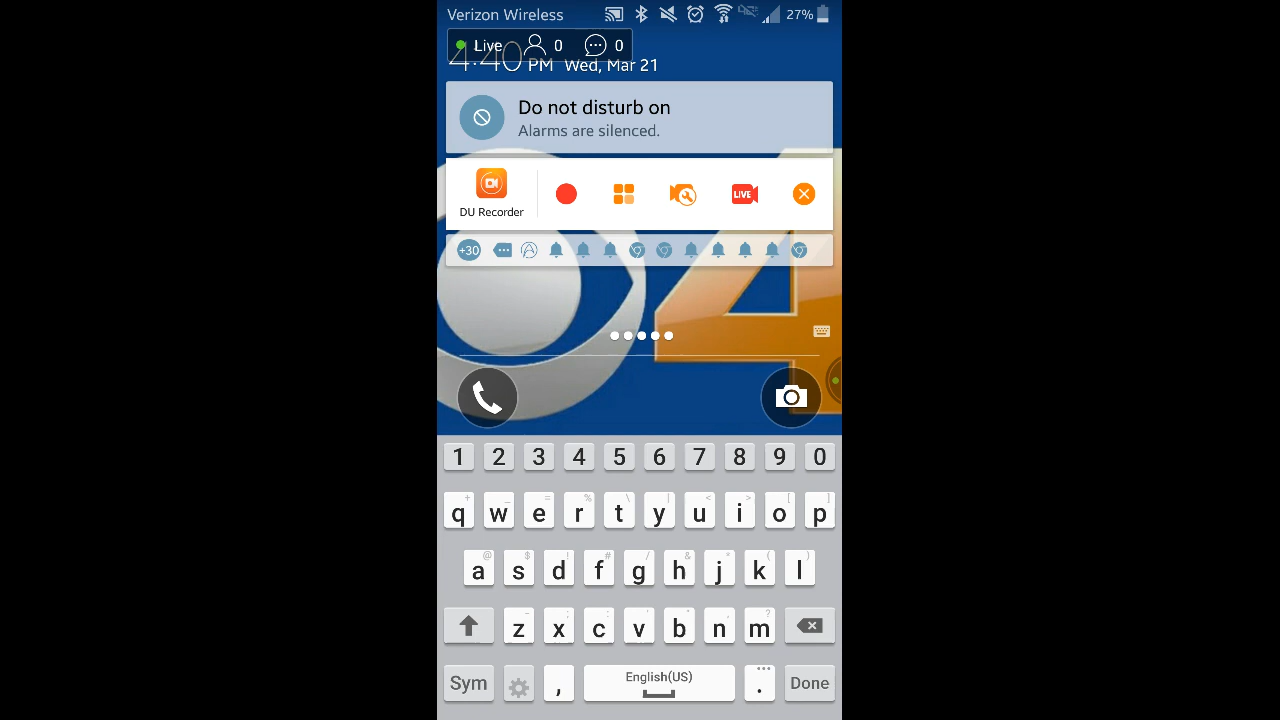 Verizon Wireless 27%
Live 0 0
4:40 PM Wed, Mar 21
Do not disturb on
Alarms are silenced.
DU Recorder
LIVE
+30
4
1 2 3 4 5 6 7 8 9 0
q w e r t y u i o p
a s d f g h j k l
z x c v b n m
Sym , English(US) . Done